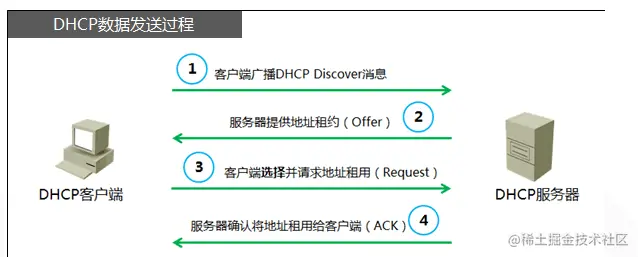 DHCP数据发送过程
1 客户端广播DHCP Discover消息
服务器提供地址租约（Offer） 2
3 客户端选择并请求地址租用（Request）
DHCP客户端
DHCP服务器
服务器确认将地址租用给客户端（ACK） 4
@稀土掘金技术社区